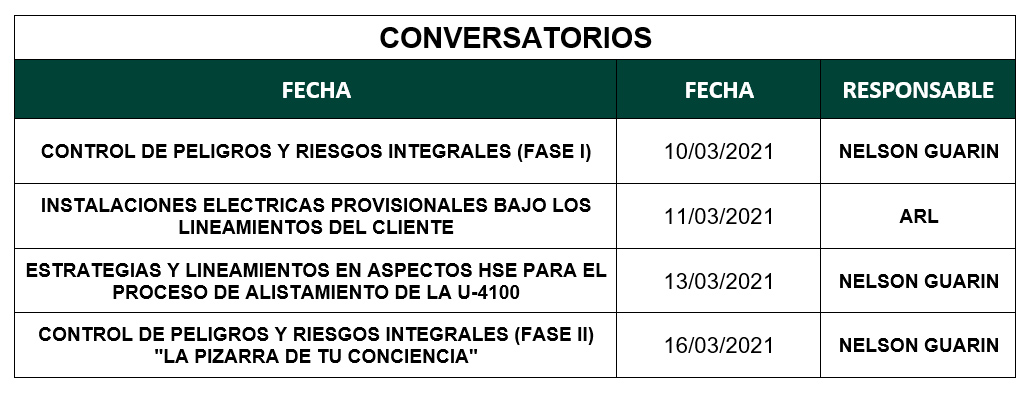 CONVERSATORIOS
FECHA FECHA RESPONSABLE
CONTROL DE PELIGROS Y RIESGOS INTEGRALES (FASE I) 10/03/2021 NELSON GUARIN
INSTALACIONES ELECTRICAS PROVISIONALES BAJO LOS
LINEAMIENTOS DEL CLIENTE 11/03/2021 ARL
ESTRATEGIAS Y LINEAMIENTOS EN ASPECTOS HSE PARA EL
PROCESO DE ALISTAMIENTO DE LA U-4100 13/03/2021 NELSON GUARIN
CONTROL DE PELIGROS Y RIESGOS INTEGRALES (FASE II)
"LA PIZARRA DE TU CONCIENCIA" 16/03/2021 NELSON GUARIN